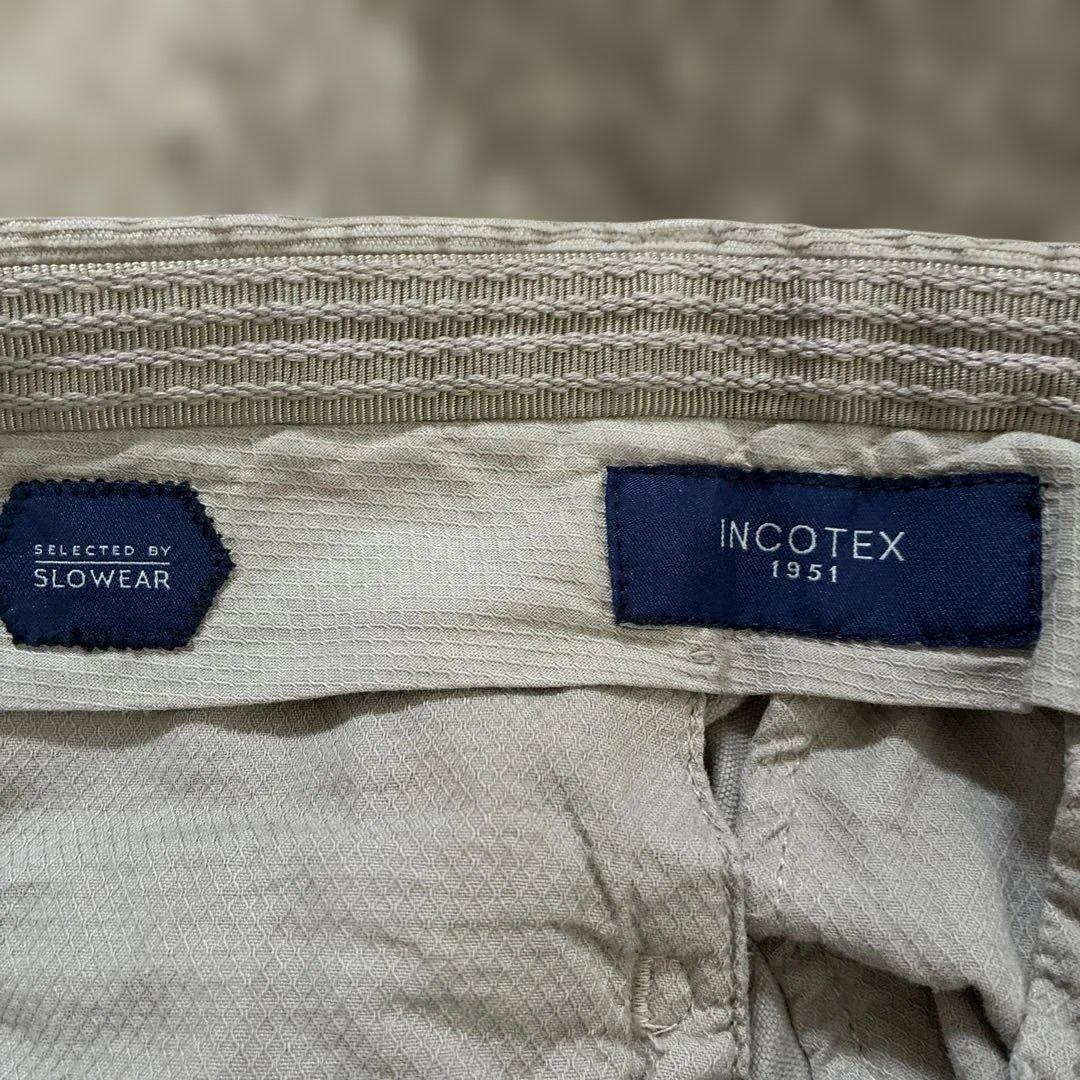 SELECTED BY
SLOWEAR
INCOTEX
1951